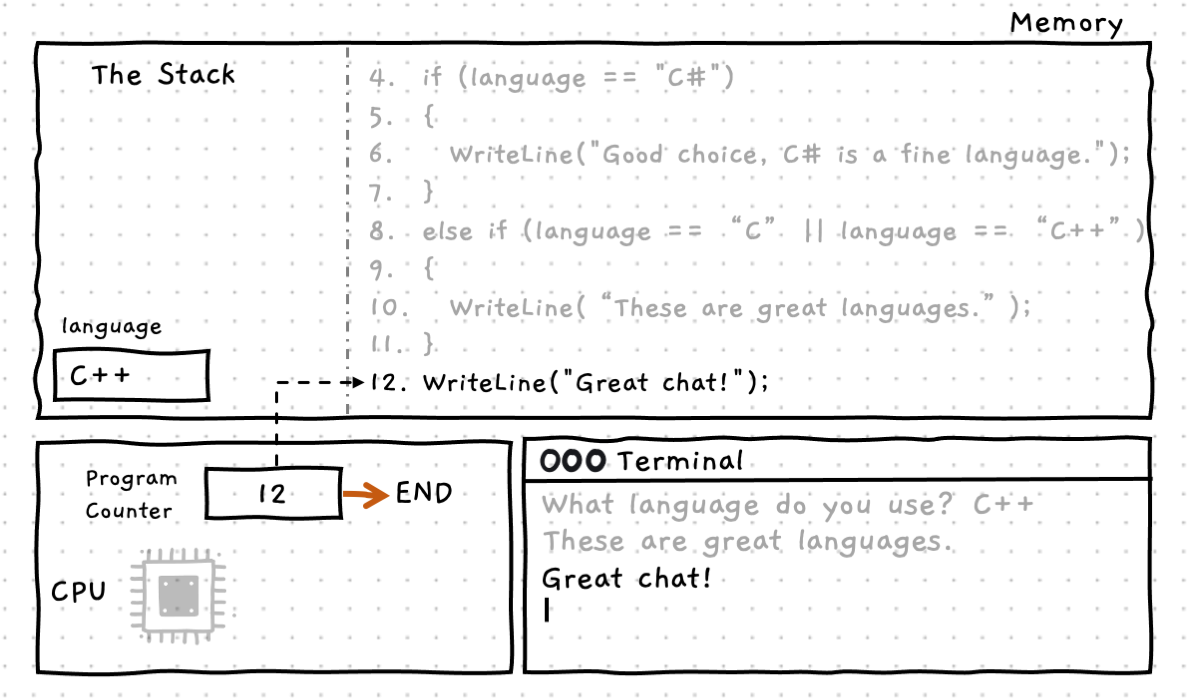 Memory
The Stack
4. if (language == "C#")
5. {
6. WriteLine("Good choice, C# is a fine language.");
7. }
8. else if (language == “C” || language == “C++” )
9. {
10. WriteLine( “These are great languages.” );
11. }
12. WriteLine("Great chat!");
language
C++
Program
Counter
12
END
CPU
Terminal
What language do you use? C++
These are great languages.
Great chat!